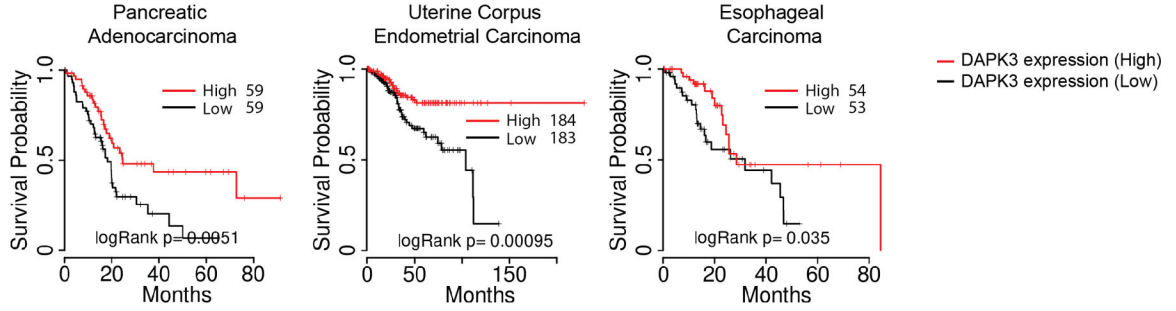 Pancreatic
Adenocarcinoma
Survival Probability
1.0
0.5
0
High 59
Low 59
logRank p= 0.0051
0 20 40 60 80
Months
Uterine Corpus
Endometrial Carcinoma
Survival Probability
1.0
0.5
0
High 184
Low 183
logRank p= 0.00095
0 50 150
Months
Esophageal
Carcinoma
Survival Probability
1.0
0.5
0
High 54
Low 53
logRank p= 0.035
0 20 40 60 80
Months
DAPK3 expression (High)
DAPK3 expression (Low)